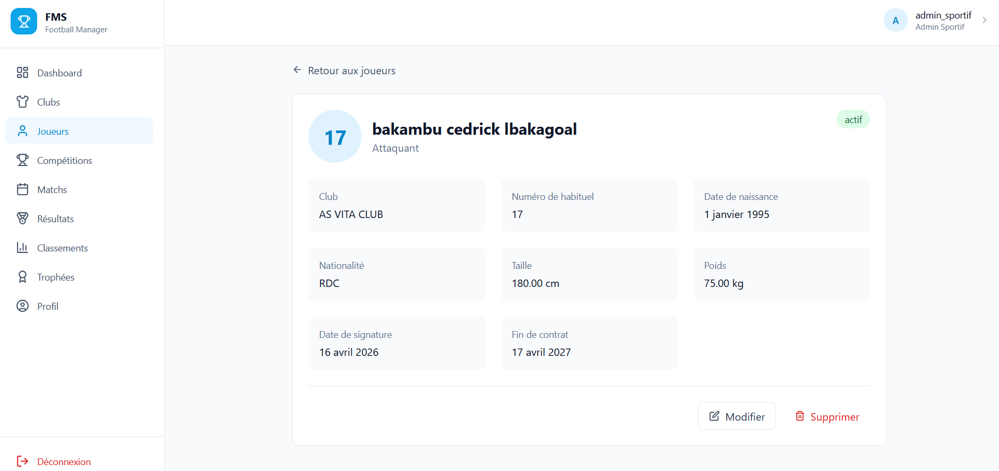 FMS
Football Manager
admin_sportif
Admin Sportif
A
Dashboard
Clubs
Joueurs
Compétitions
Matchs
Résultats
Classements
Trophées
Profil
Déconnexion
Retour aux joueurs
17
bakambu cedrick lbakagoal
Attaquant
actif
Club
AS VITA CLUB
Numéro de habituel
17
Date de naissance
1 janvier 1995
Nationalité
RDC
Taille
180.00 cm
Poids
75.00 kg
Date de signature
16 avril 2026
Fin de contrat
17 avril 2027
Modifier
Supprimer